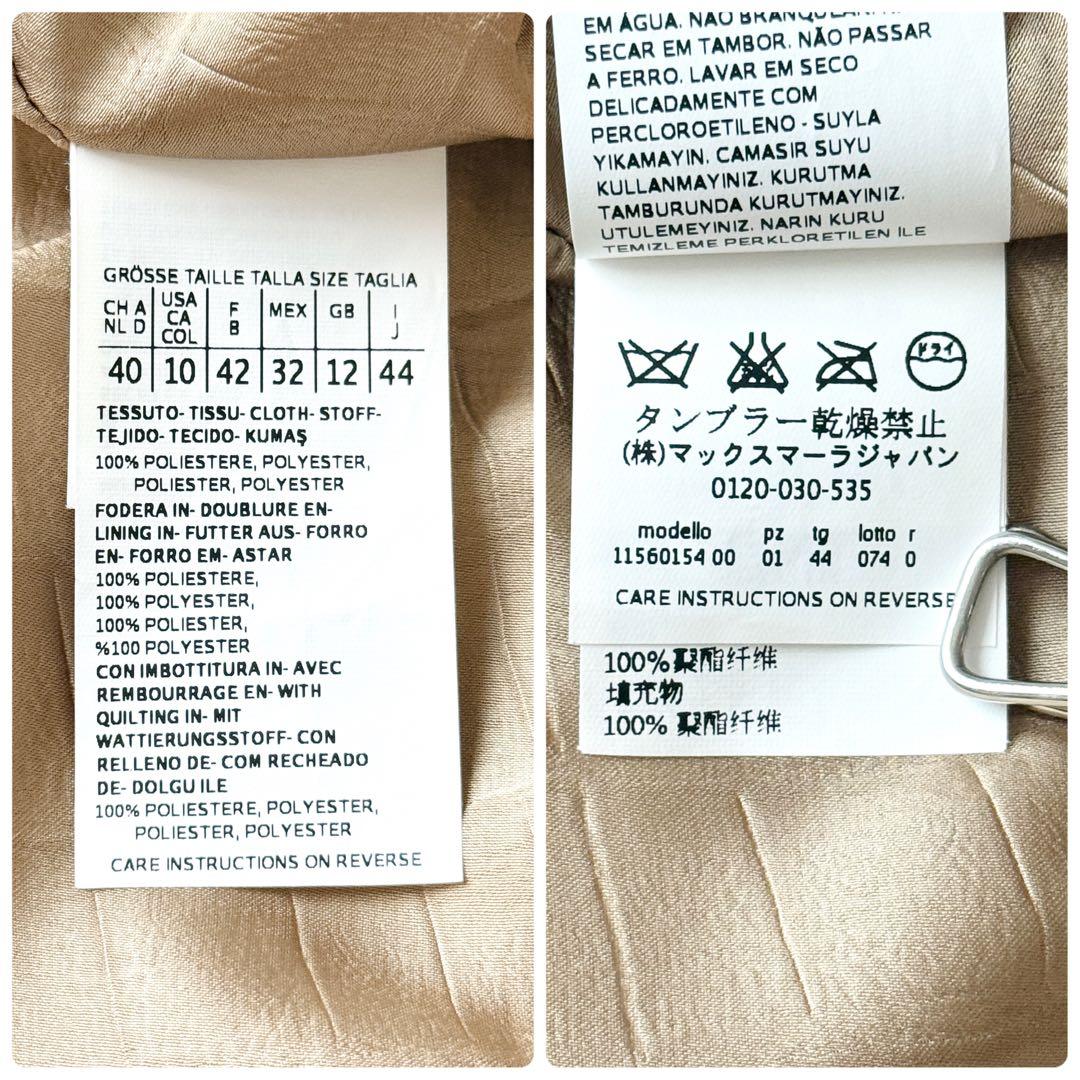 GRÖSSE TAILLE TALLA SIZE TAGLIA
CH A NL D | USA CA COL | F B | MEX | GB | I J
40 | 10 | 42 | 32 | 12 | 44
TESSUTO- TISSU- CLOTH- STOFF-
TEJIDO- TECIDO- KUMAŞ
100% POLIESTERE, POLYESTER,
POLIESTER, POLYESTER
FODERA IN- DOUBLURE EN-
LINING IN- FUTTER AUS- FORRO
EN- FORRO EM- ASTAR
100% POLIESTERE,
100% POLYESTER,
100% POLIESTER,
%100 POLYESTER
CON IMBOTTITURA IN- AVEC
REMBOURRAGE EN- WITH
QUILTING IN- MIT
WATTIERUNGSSTOFF- CON
RELLENO DE- COM RECHEADO
DE- DOLGU ILE
100% POLIESTERE, POLYESTER,
POLIESTER, POLYESTER
CARE INSTRUCTIONS ON REVERSE
EM ÁGUA. NÃO
SECAR EM TAMBOR. NÃO PASSAR
A FERRO. LAVAR EM SECO
DELICADAMENTE COM
PERCLOROETILENO - SUYLA
YIKAMAYIN. CAMASIR SUYU
KULLANMAYINIZ. KURUTMA
TAMBURUNDA KURUTMAYINIZ.
UTULEMEYINIZ. NARIN KURU
TEMIZLEME PERKLORETILEN ILE
ドライ
タンブラー乾燥禁止
(株)マックスマーラジャパン
0120-030-535
modello pz tg lotto r
11560154 00 01 44 074 0
CARE INSTRUCTIONS ON REVERSE
100%聚酯纤维
填充物
100% 聚酯纤维